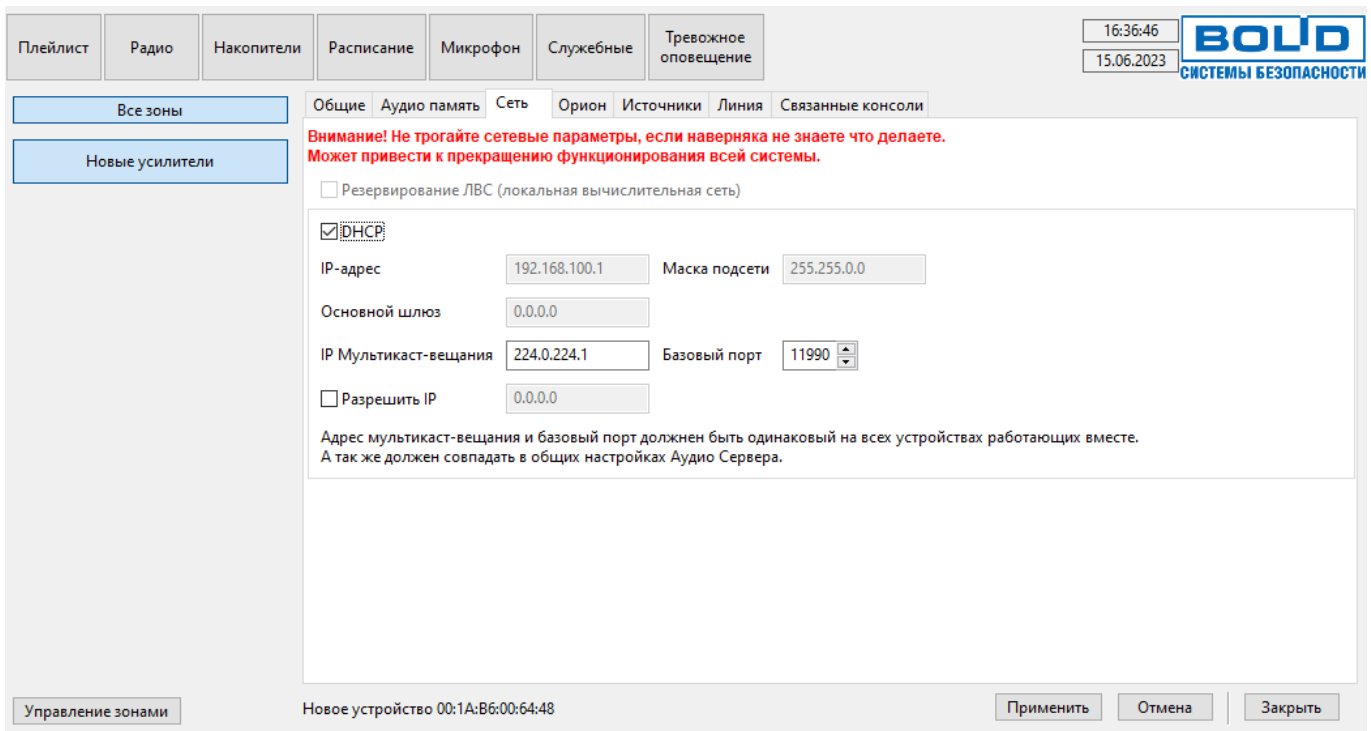 Плейлист
Радио
Накопители
Расписание
Микрофон
Служебные
Тревожное
оповещение
16:36:46
15.06.2023
BOLID
СИСТЕМЫ БЕЗОПАСНОСТИ
Все зоны
Новые усилители
Общие Аудио память Сеть Орион Источники Линия Связанные консоли
Внимание! Не трогайте сетевые параметры, если наверняка не знаете что делаете.
Может привести к прекращению функционирования всей системы.
Резервирование ЛВС (локальная вычислительная сеть)
DHCP
IP-адрес 192.168.100.1 Маска подсети 255.255.0.0
Основной шлюз 0.0.0.0
IP Мультикаст-вещания 224.0.224.1 Базовый порт 11990
Разрешить IP 0.0.0.0
Адрес мультикаст-вещания и базовый порт должнен быть одинаковый на всех устройствах работающих вместе.
А так же должен совпадать в общих настройках Аудио Сервера.
Управление зонами
Новое устройство 00:1A:B6:00:64:48
Применить
Отмена
Закрыть